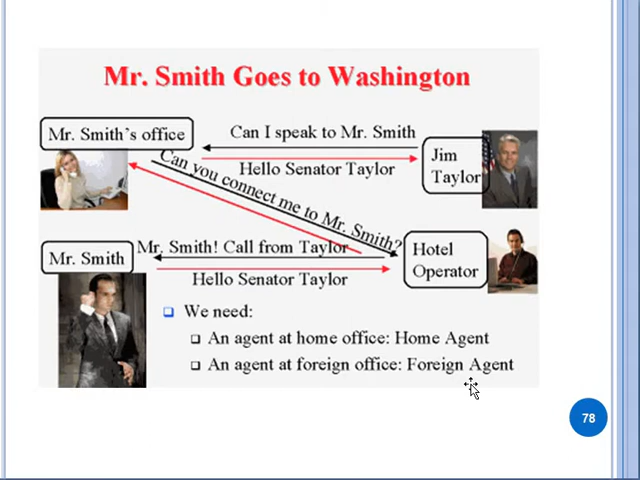 Mr. Smith Goes to Washington
Mr. Smith's office
Can I speak to Mr. Smith
Hello Senator Taylor
Jim
Taylor
Can you connect me to Mr. Smith?
Mr. Smith
Mr. Smith! Call from Taylor
Hello Senator Taylor
Hotel
Operator
We need:
An agent at home office: Home Agent
An agent at foreign office: Foreign Agent
78